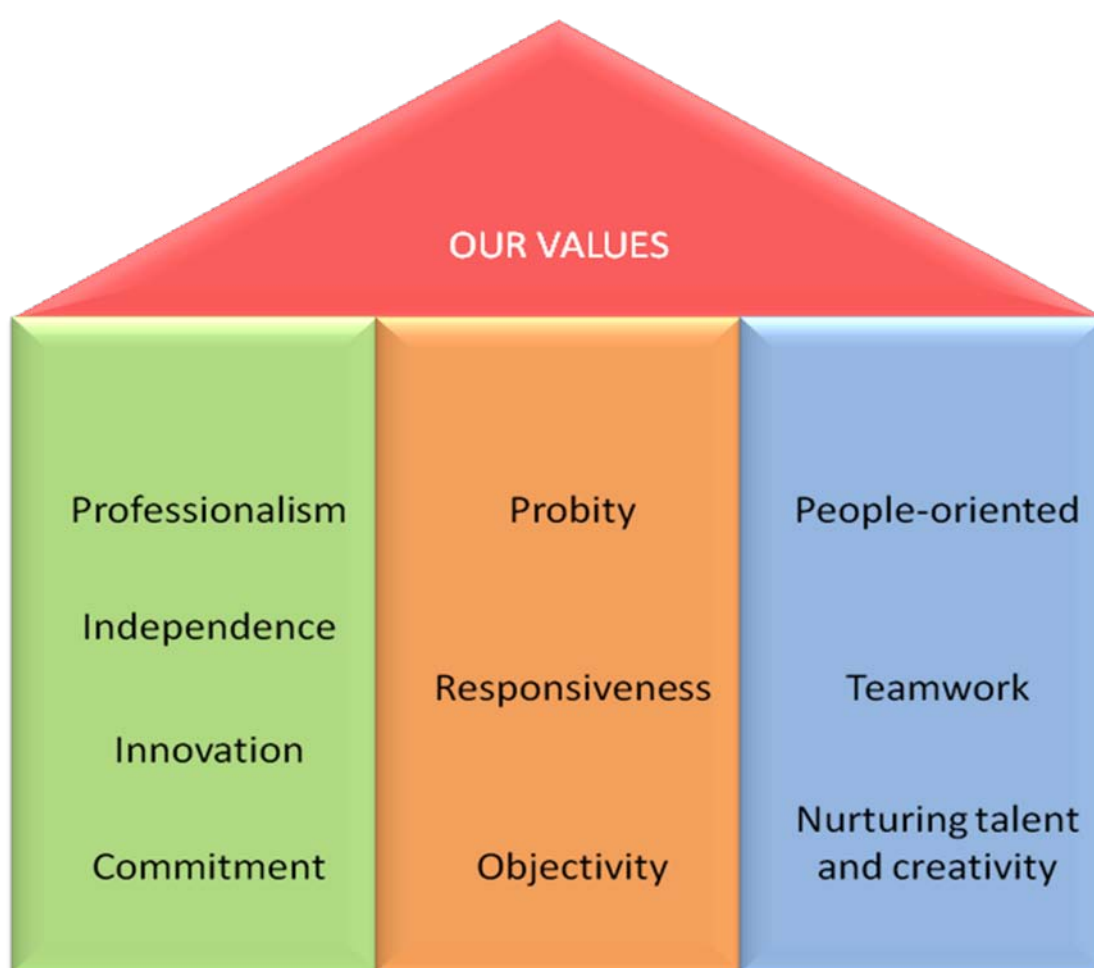 OUR VALUES
Professionalism
Independence
Innovation
Commitment
Probity
Responsiveness
Objectivity
People-oriented
Teamwork
Nurturing talent
and creativity